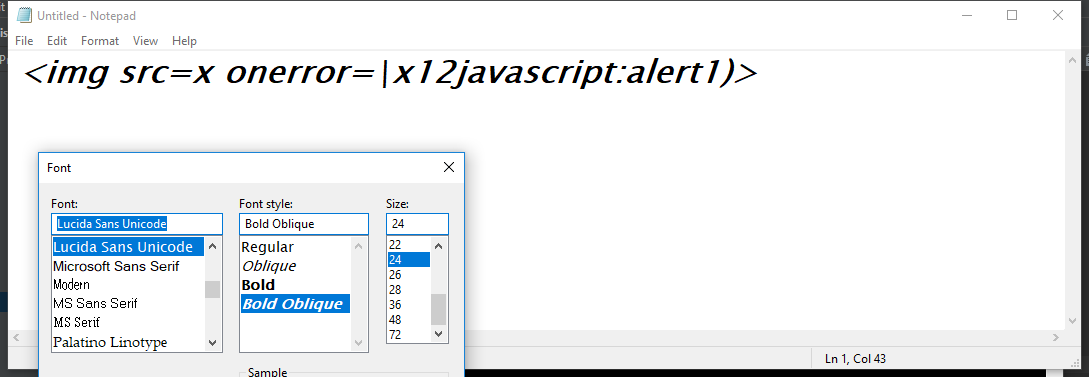 Untitled - Notepad
File Edit Format View Help
<img src=x onerror=|x12javascript:alert1)>
Font
Font: Font style: Size:
Lucida Sans Unicode Bold Oblique 24
Lucida Sans Unicode Regular 22
Microsoft Sans Serif Oblique 24
Modern Bold 26
MS Sans Serif Bold Oblique 28
MS Serif 36
Palatino Linotype 48
72
Sample
Ln 1, Col 43